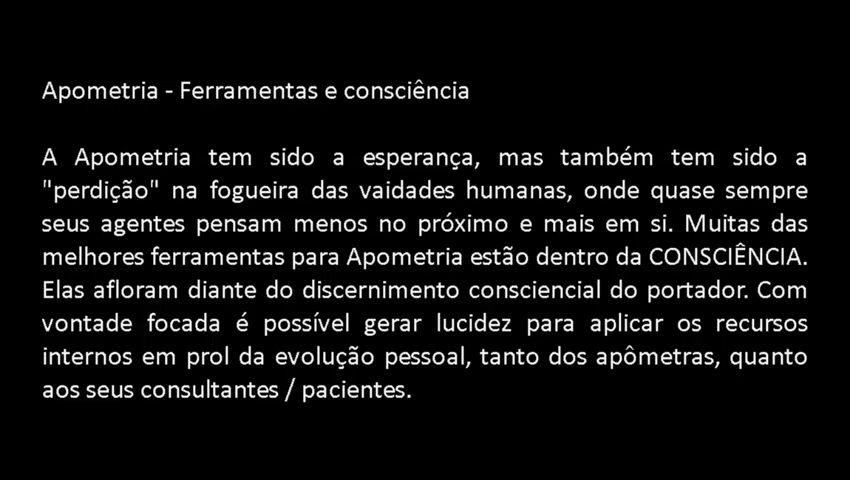 Apometria - Ferramentas e consciência
A Apometria tem sido a esperança, mas também tem sido a
"perdição" na fogueira das vaidades humanas, onde quase sempre
seus agentes pensam menos no próximo e mais em si. Muitas das
melhores ferramentas para Apometria estão dentro da CONSCIÊNCIA.
Elas afloram diante do discernimento consciencial do portador. Com
vontade focada é possível gerar lucidez para aplicar os recursos
internos em prol da evolução pessoal, tanto dos apômetras, quanto
aos seus consultantes / pacientes.